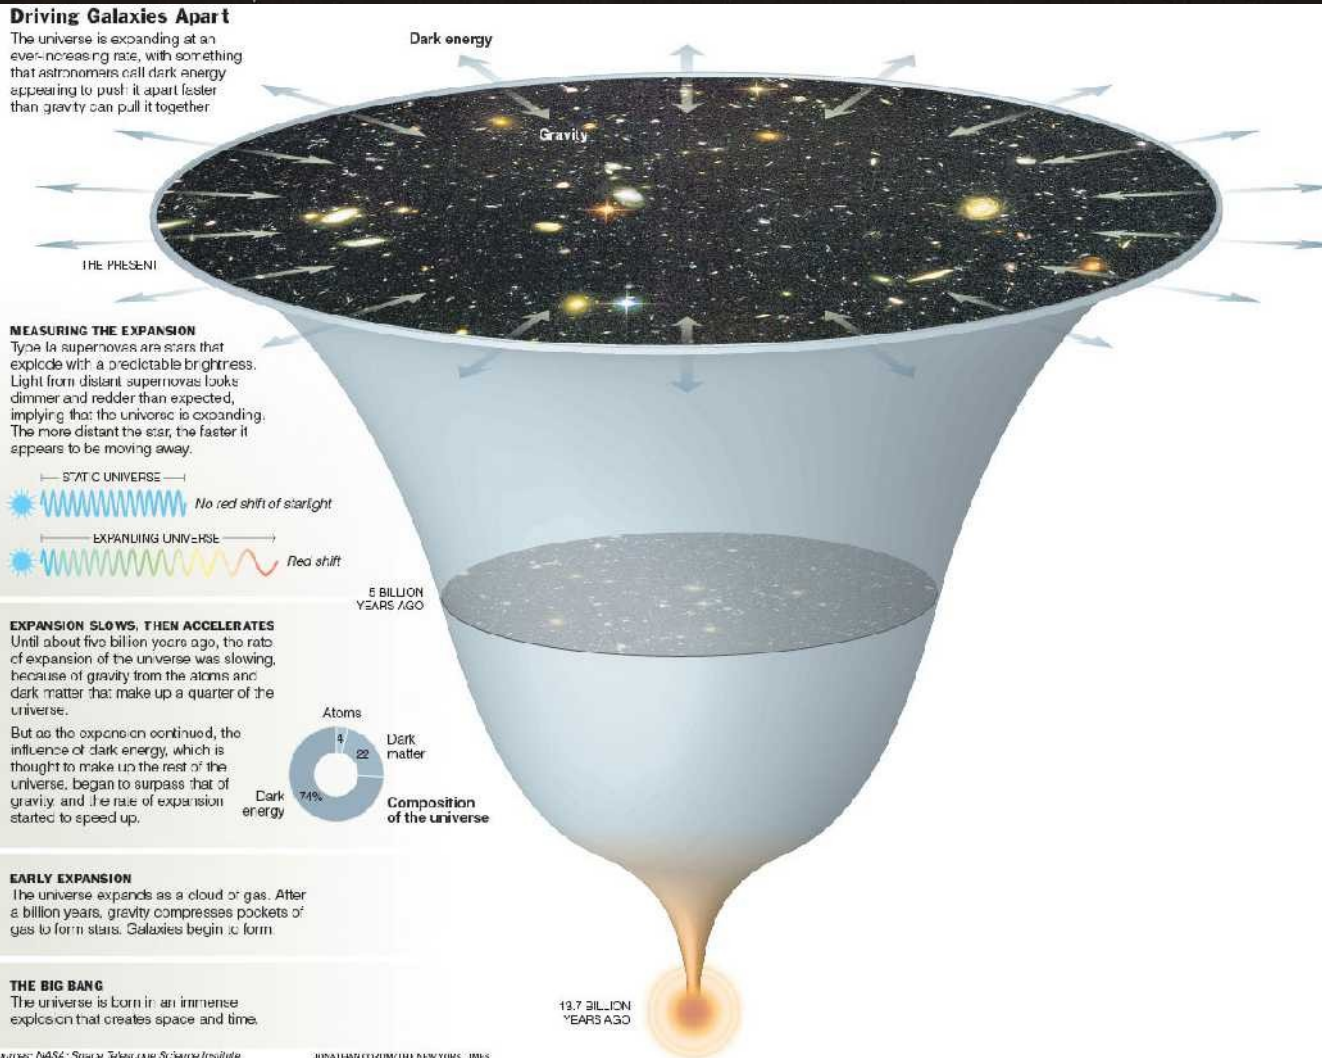 Driving Galaxies Apart
The universe is expanding at an
ever-increasing rate, with something
that astronomers call dark energy
appearing to push it apart faster
than gravity can pull it together
Dark energy
Gravity
THE PRESENT
MEASURING THE EXPANSION
Type Ia supernovas are stars that
explode with a predictable brightness.
Light from distant supernovas looks
dimmer and redder than expected,
implying that the universe is expanding.
The more distant the star, the faster it
appears to be moving away.
STATIC UNIVERSE
No red shift of starlight
EXPANDING UNIVERSE
Red shift
5 BILLION
YEARS AGO
EXPANSION SLOWS, THEN ACCELERATES
Until about five billion years ago, the rate
of expansion of the universe was slowing,
because of gravity from the atoms and
dark matter that make up a quarter of the
universe.
But as the expansion continued, the
influence of dark energy, which is
thought to make up the rest of the
universe, began to surpass that of
gravity, and the rate of expansion
started to speed up.
Atoms
4
22
Dark
matter
Dark
energy
74%
Composition
of the universe
EARLY EXPANSION
The universe expands as a cloud of gas. After
a billion years, gravity compresses pockets of
gas to form stars. Galaxies begin to form.
THE BIG BANG
The universe is born in an immense
explosion that creates space and time.
13.7 BILLION
YEARS AGO
NASA; Space Telescope Science Institute
JONATHAN CORUM/THE NEW YORK TIMES